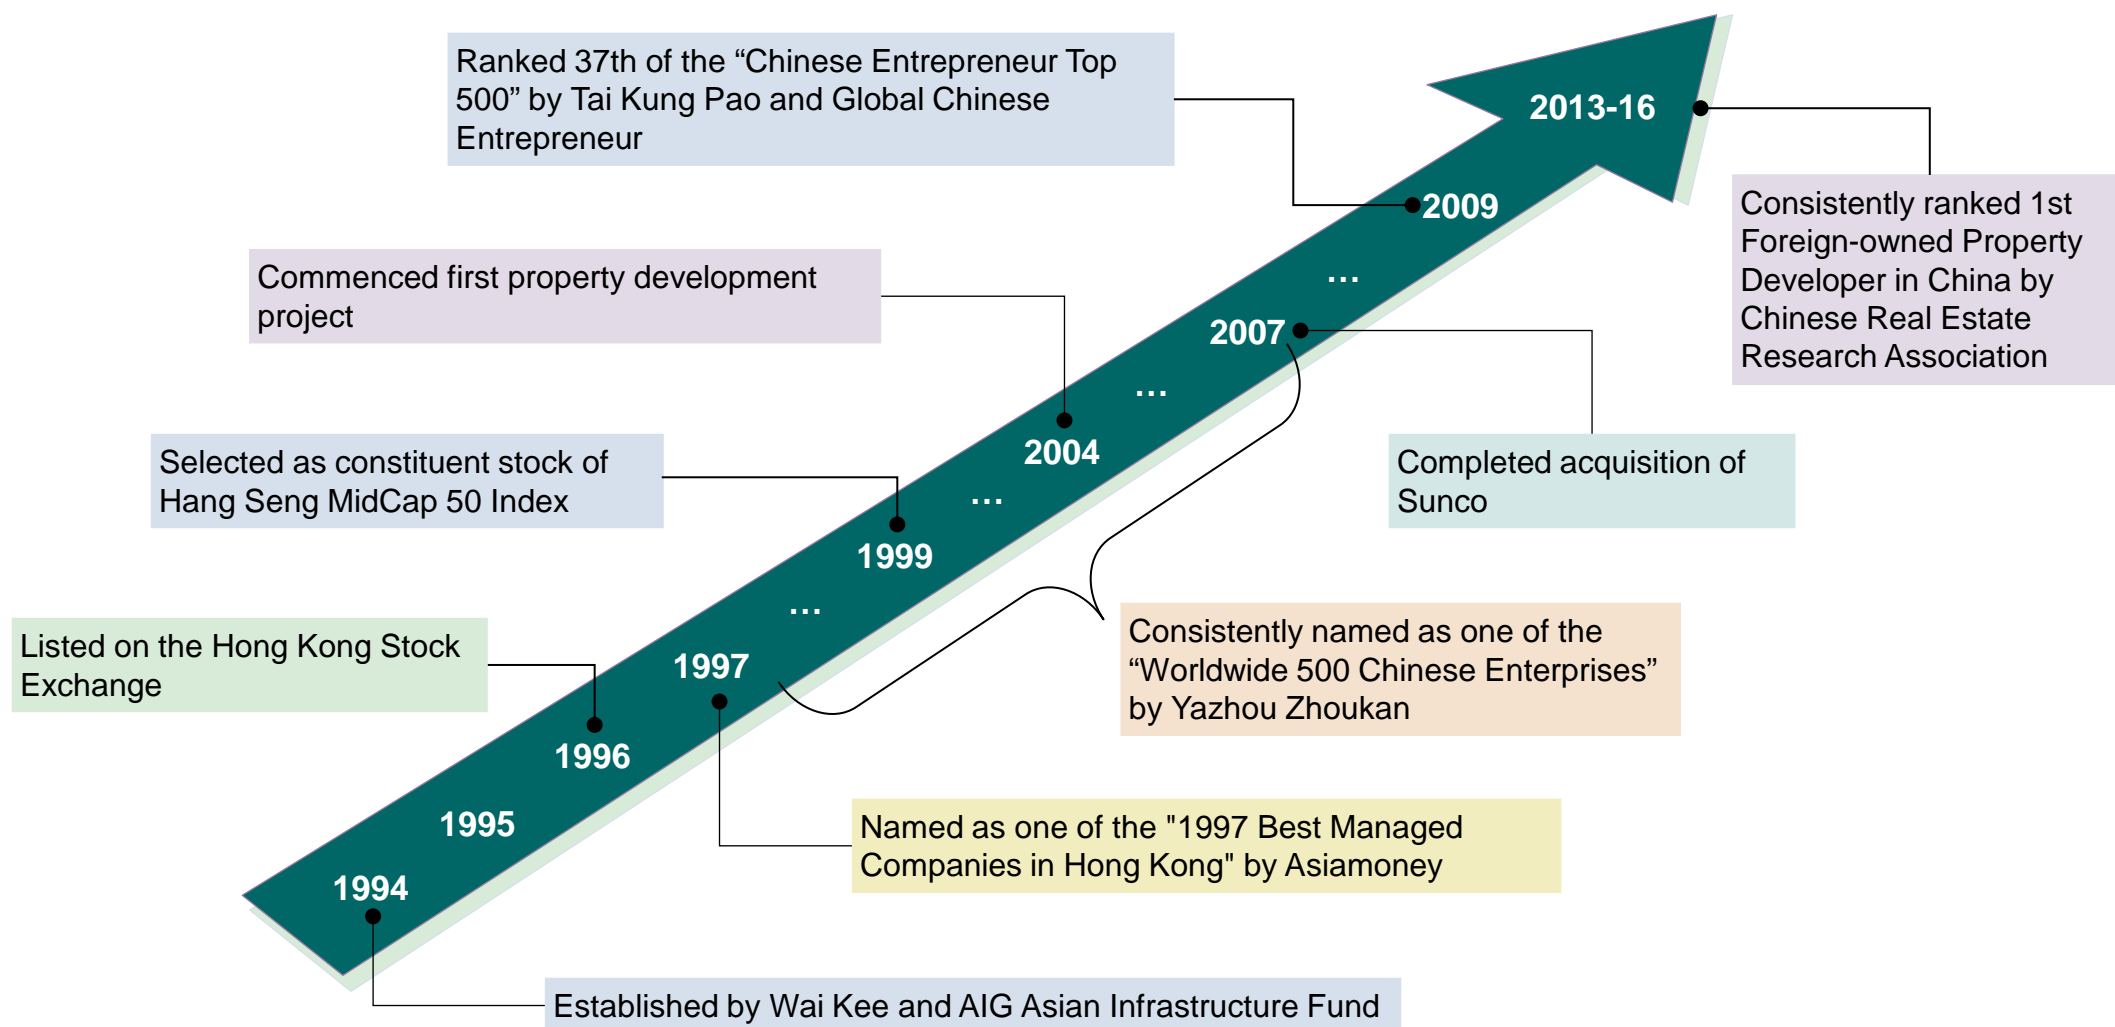 Ranked 37th of the “Chinese Entrepreneur Top
500” by Tai Kung Pao and Global Chinese
Entrepreneur
2013-16
Consistently ranked 1st
Foreign-owned Property
Developer in China by
Chinese Real Estate
Research Association
2009
...
Commenced first property development
project
2007
...
2004
Completed acquisition of
Sunco
Selected as constituent stock of
Hang Seng MidCap 50 Index
...
1999
...
Consistently named as one of the
“Worldwide 500 Chinese Enterprises”
by Yazhou Zhoukan
Listed on the Hong Kong Stock
Exchange
1997
1996
1995
Named as one of the "1997 Best Managed
Companies in Hong Kong" by Asiamoney
1994
Established by Wai Kee and AIG Asian Infrastructure Fund